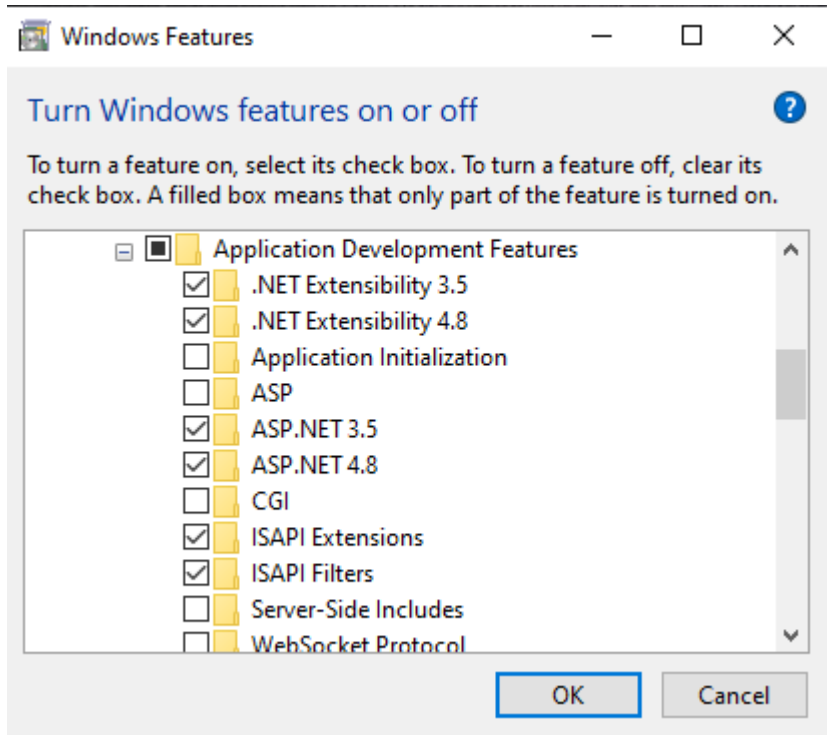 Windows Features
Turn Windows features on or off
?
To turn a feature on, select its check box. To turn a feature off, clear its
check box. A filled box means that only part of the feature is turned on.
Application Development Features
.NET Extensibility 3.5
.NET Extensibility 4.8
Application Initialization
ASP
ASP.NET 3.5
ASP.NET 4.8
CGI
ISAPI Extensions
ISAPI Filters
Server-Side Includes
WebSocket Protocol
OK Cancel